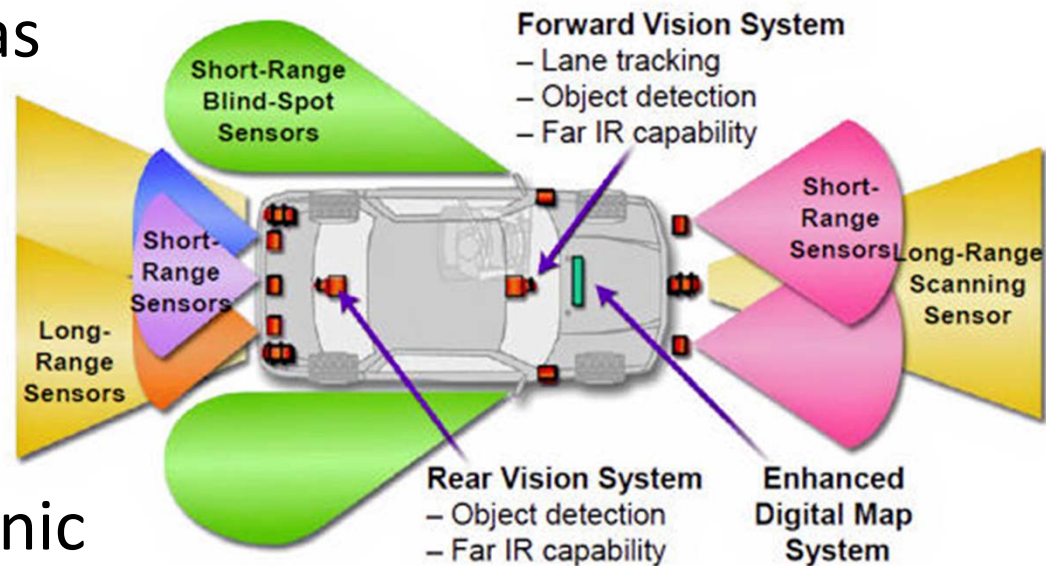 as
Forward Vision System
– Lane tracking
– Object detection
– Far IR capability
Short-Range
Blind-Spot
Sensors
Short-
Range
Sensors
Long-
Range
Sensors
Short-
Range
Sensors
Long-Range
Scanning
Sensor
Rear Vision System
– Object detection
– Far IR capability
Enhanced
Digital Map
System
nic